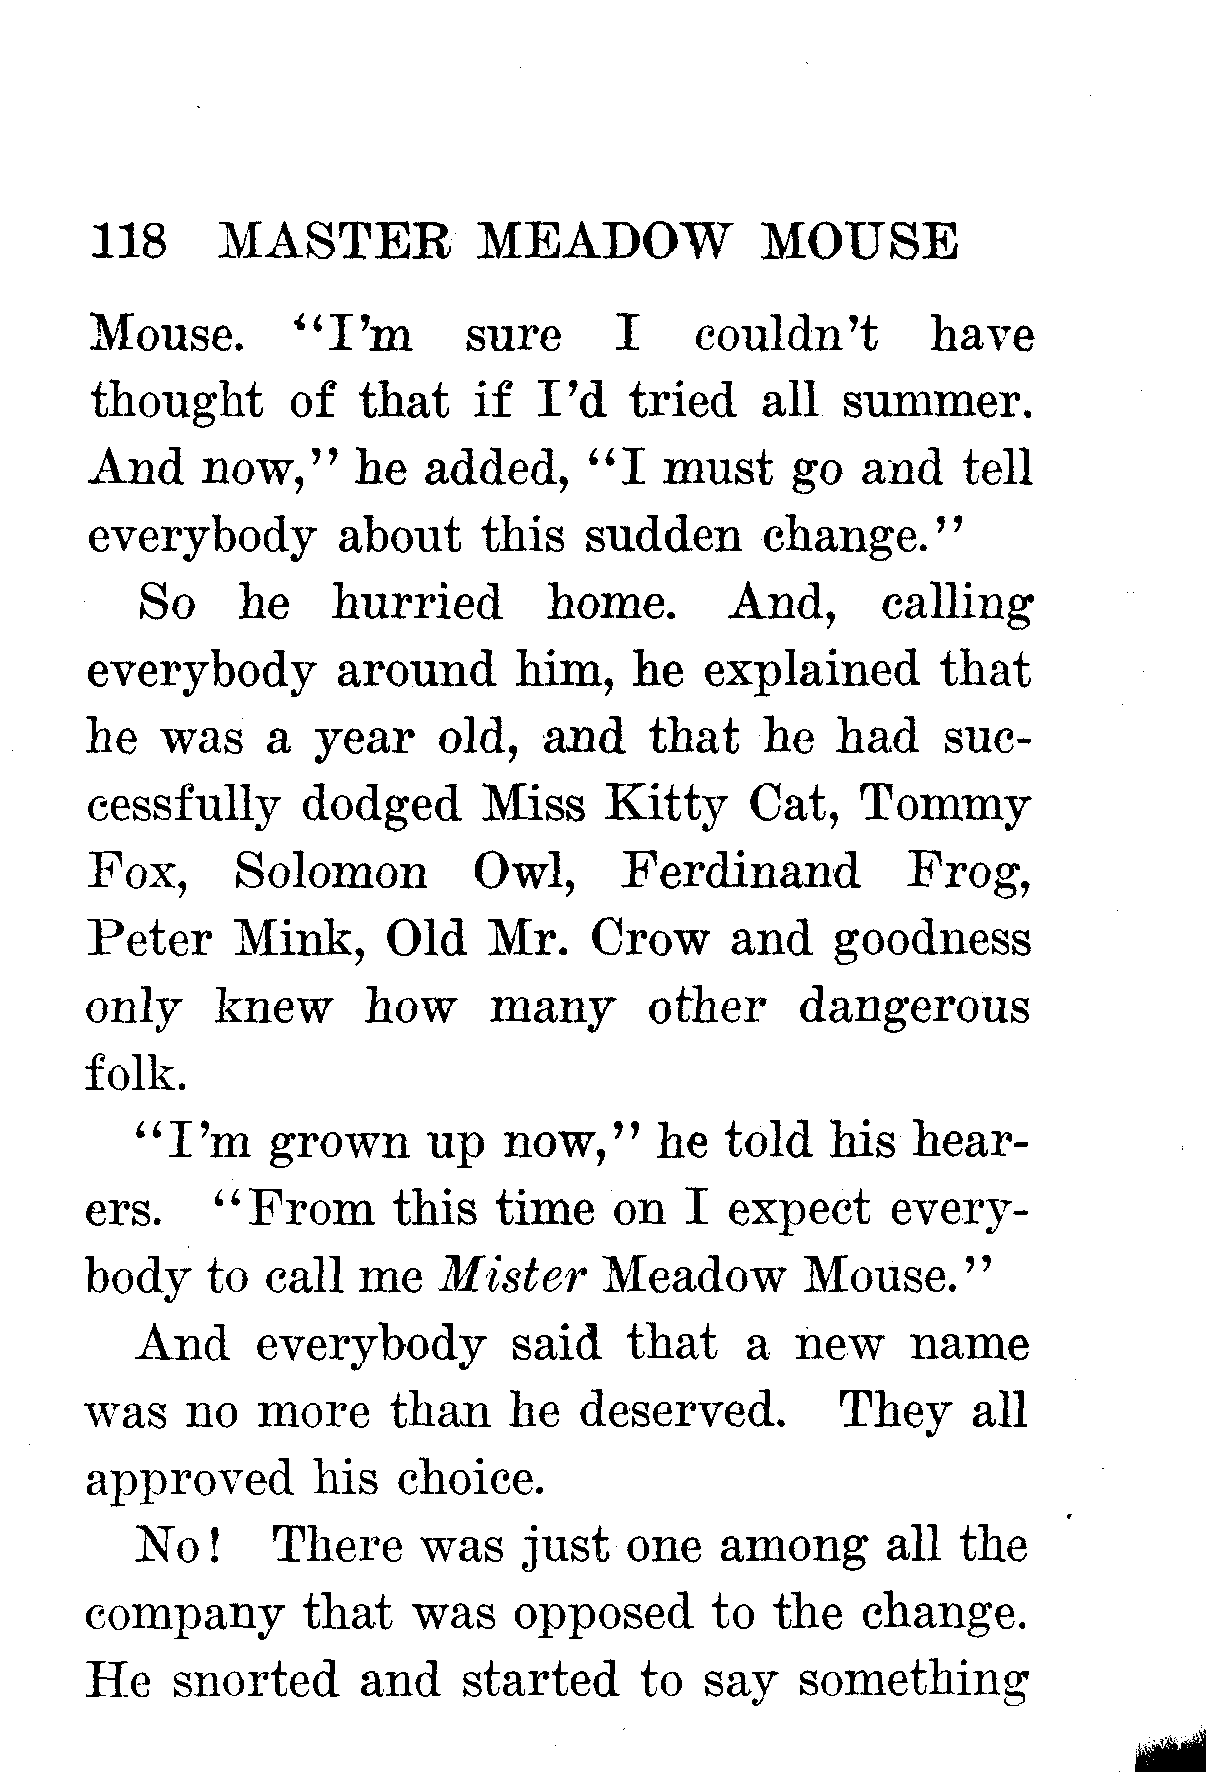 118 MASTER MEADOW MOUSE
Mouse. "I'm sure I couldn't have
thought of that if I'd tried all summer.
And now," he added, "I must go and tell
everybody about this sudden change."
So he hurried home. And, calling
everybody around him, he explained that
he was a year old, and that he had suc-
cessfully dodged Miss Kitty Cat, Tommy
Fox, Solomon Owl, Ferdinand Frog,
Peter Mink, Old Mr. Crow and goodness
only knew how many other dangerous
folk.
"I'm grown up now," he told his hear-
ers. "From this time on I expect every-
body to call me Mister Meadow Mouse."
And everybody said that a new name
was no more than he deserved. They all
approved his choice.
No! There was just one among all the
company that was opposed to the change.
He snorted and started to say something